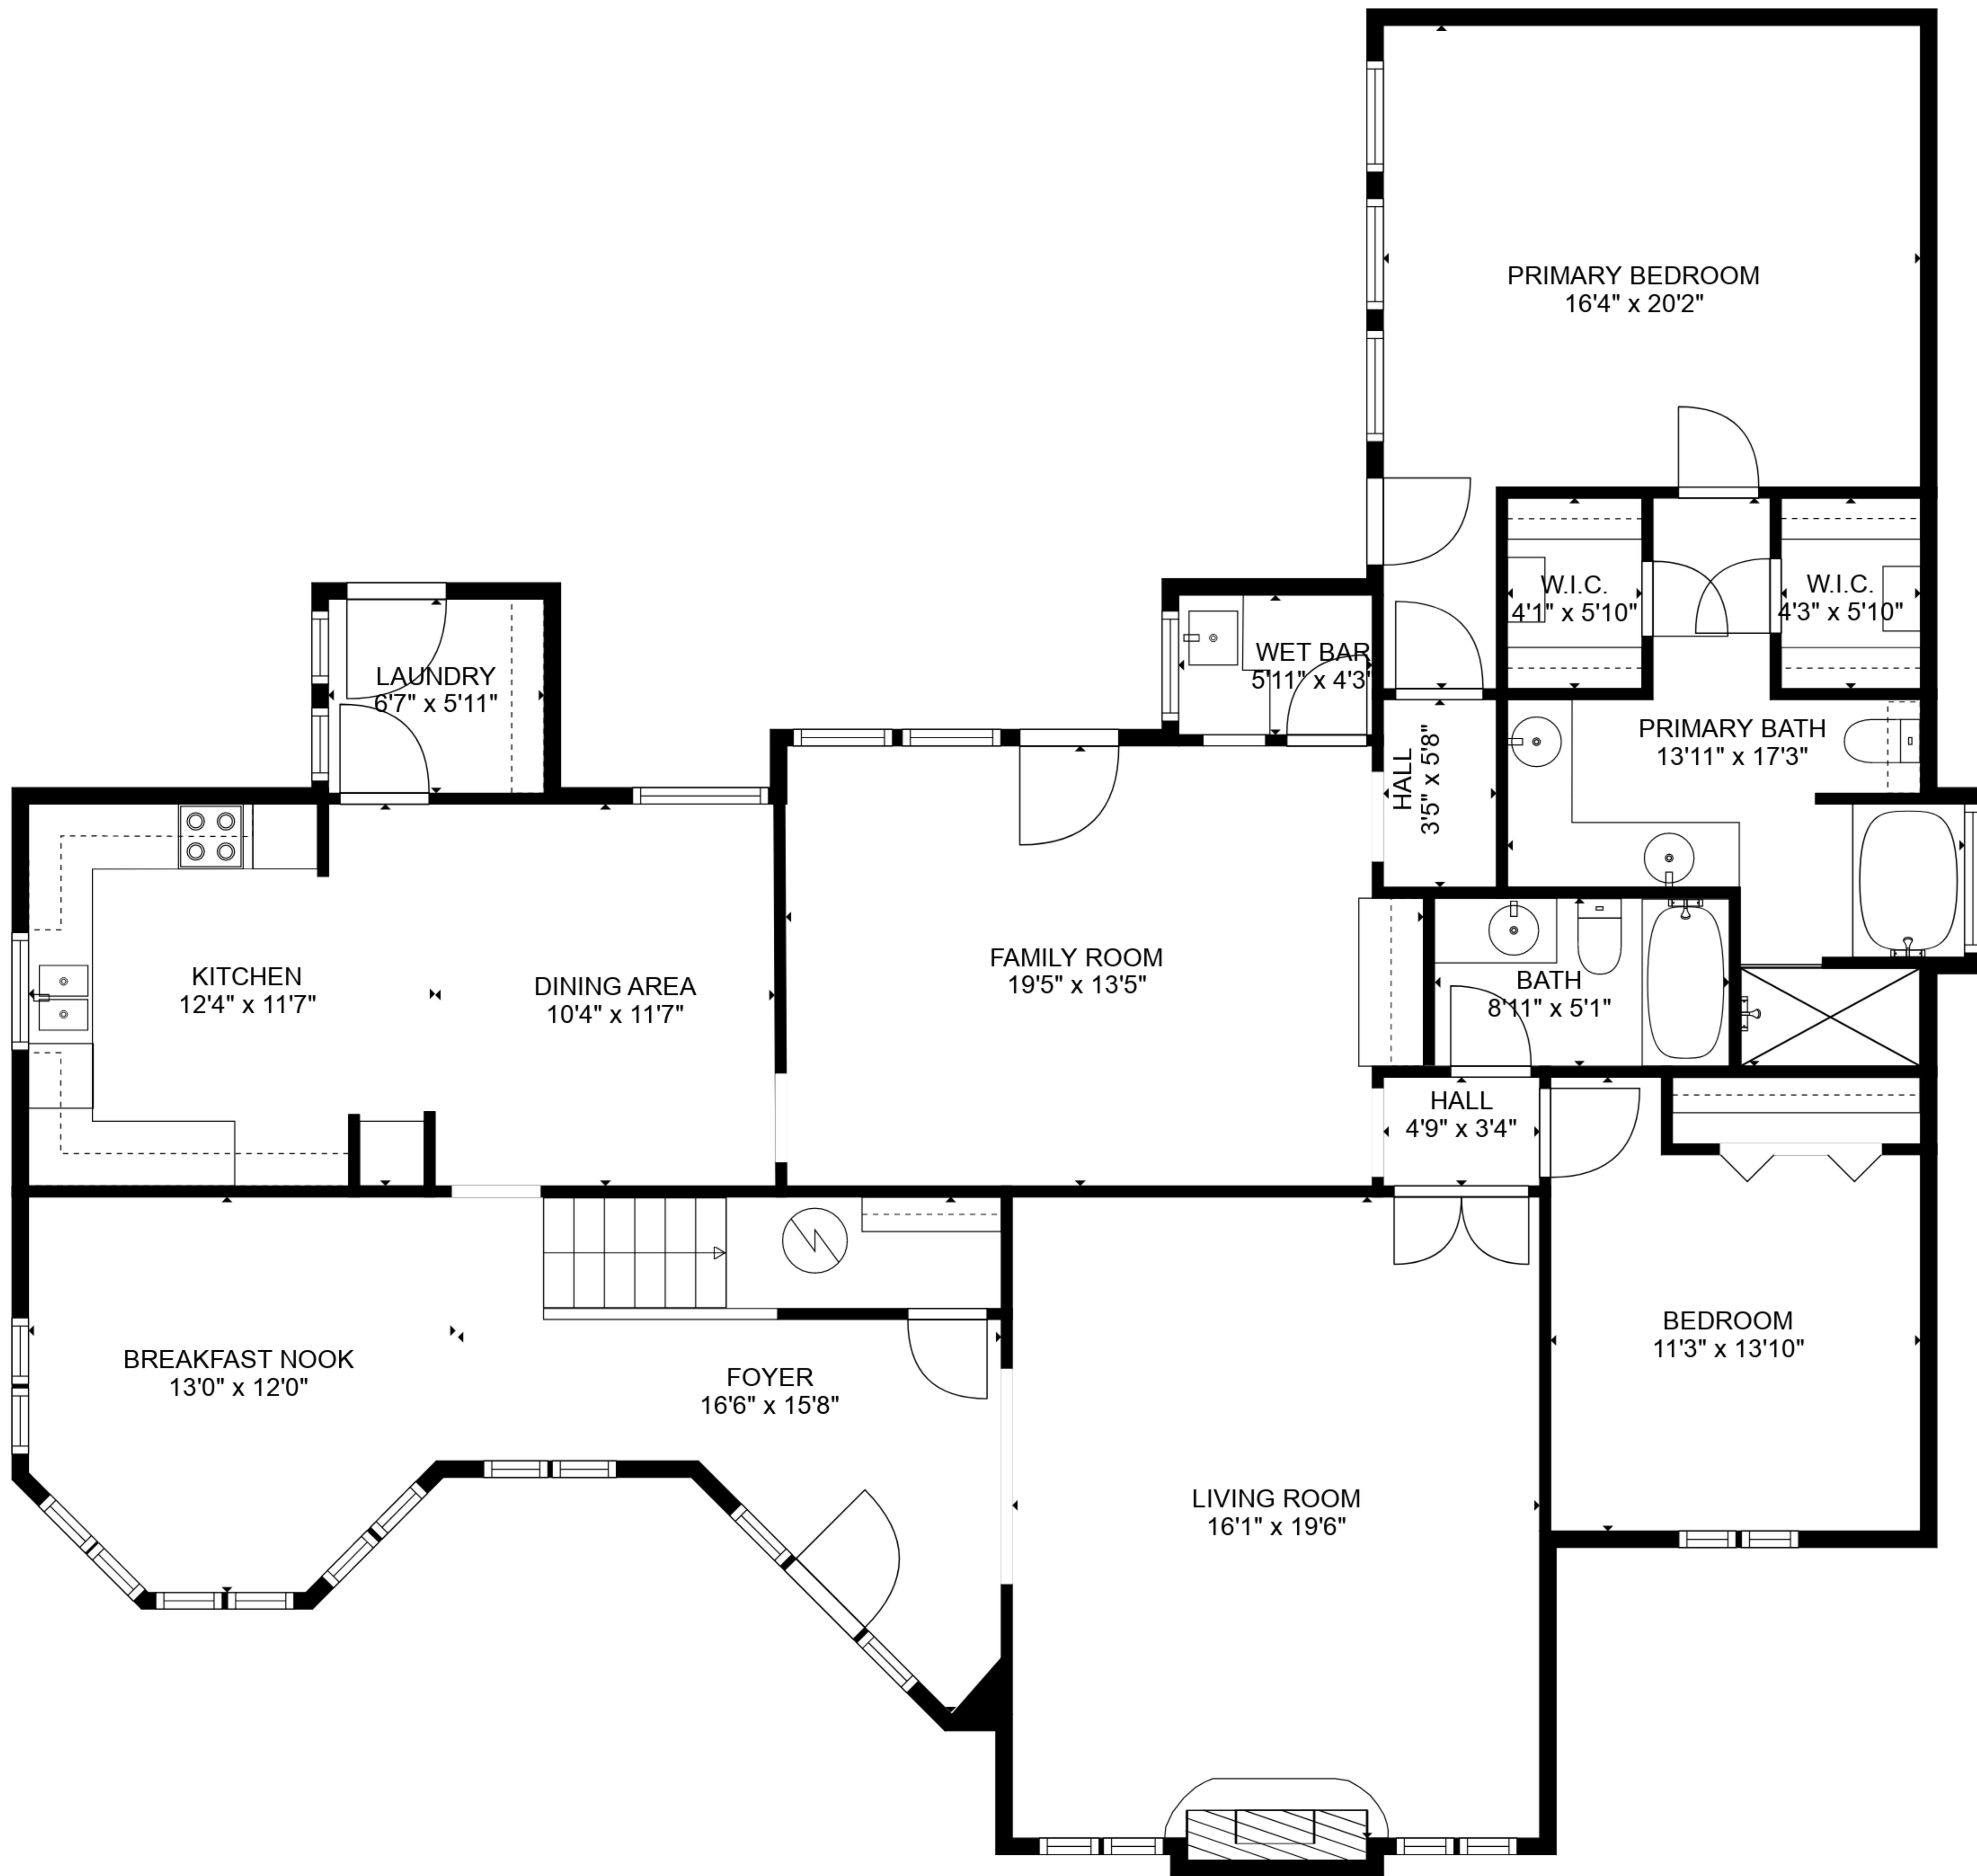 PRIMARY BEDROOM
16'4" x 20'2"
W.I.C.
4'1" x 5'10"
W.I.C.
4'3" x 5'10"
LAUNDRY
6'7" x 5'11"
WET BAR
5'11" x 4'3"
HALL
3'5" x 5'8"
PRIMARY BATH
13'11" x 17'3"
KITCHEN
12'4" x 11'7"
DINING AREA
10'4" x 11'7"
FAMILY ROOM
19'5" x 13'5"
BATH
8'11" x 5'1"
HALL
4'9" x 3'4"
BREAKFAST NOOK
13'0" x 12'0"
FOYER
16'6" x 15'8"
LIVING ROOM
16'1" x 19'6"
BEDROOM
11'3" x 13'10"